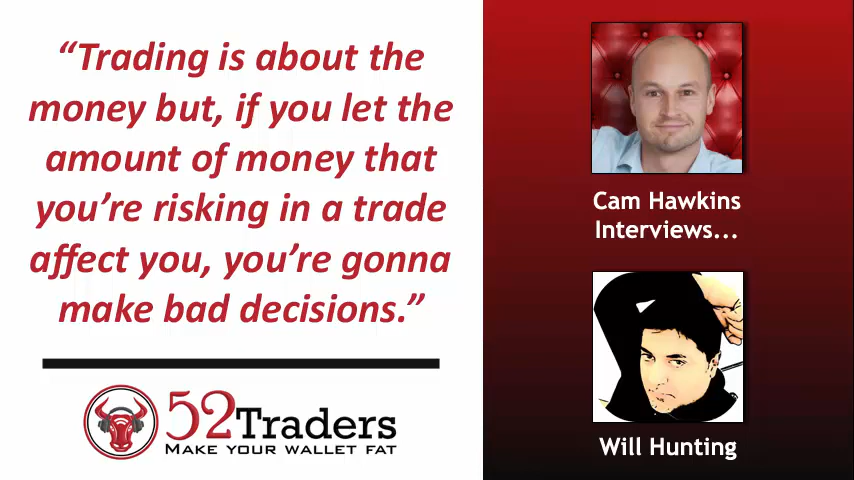 “Trading is about the
money but, if you let the
amount of money that
you’re risking in a trade
affect you, you’re gonna
make bad decisions.”
52Traders
MAKE YOUR WALLET FAT
Cam Hawkins
Interviews...
Will Hunting